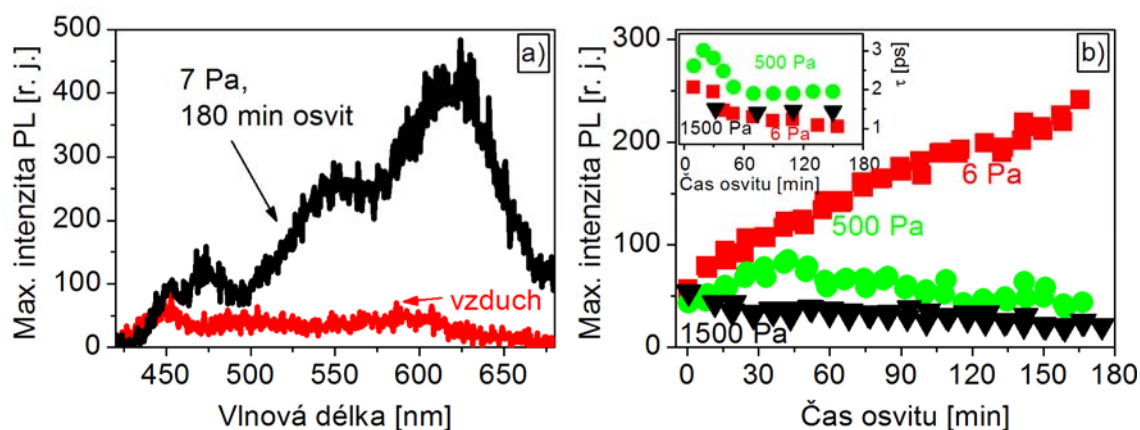 Max. intenzita PL [r. j.]
500
400
300
200
100
0
a)
7 Pa,
180 min osvit
vzduch
450 500 550 600 650
Vlnová délka [nm]
Max. intenzita PL [r. j.]
300
200
100
0
b)
500 Pa
1500 Pa
6 Pa
3
2
1
τ [ps]
0 60 120 180
Čas osvitu [min]
6 Pa
500 Pa
1500 Pa
0 30 60 90 120 150 180
Čas osvitu [min]